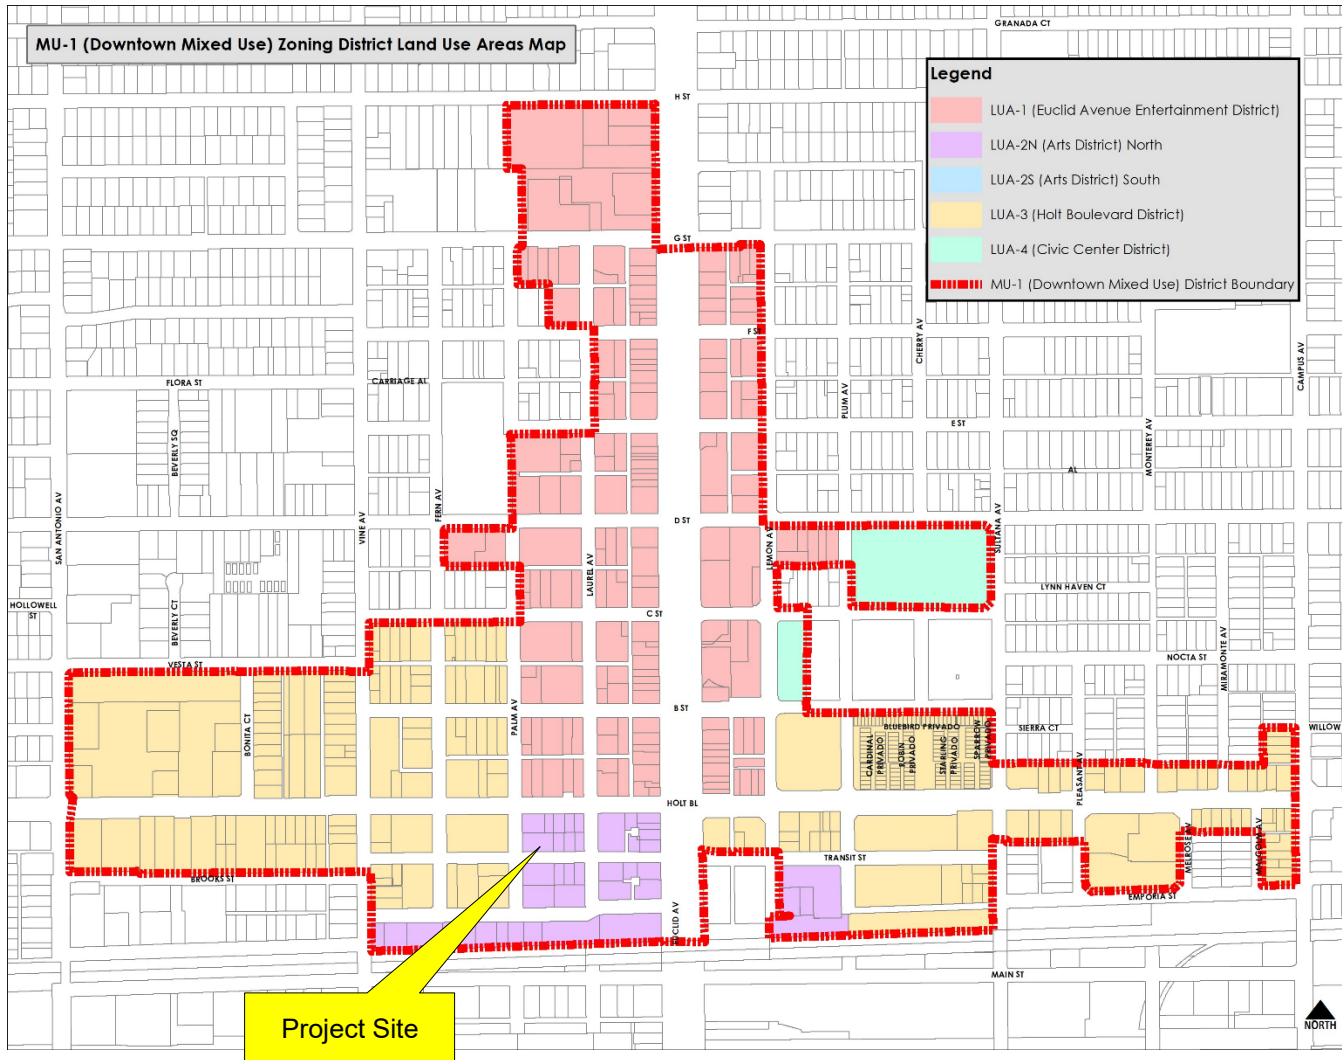 GRANADA CT
MU-1 (Downtown Mixed Use) Zoning District Land Use Areas Map
Legend
LUA-1 (Euclid Avenue Entertainment District)
LUA-2N (Arts District) North
LUA-2S (Arts District) South
LUA-3 (Holt Boulevard District)
LUA-4 (Civic Center District)
MU-1 (Downtown Mixed Use) District Boundary
H ST
G ST
F ST
CHERRY AV
CAMPUS AV
FLORA ST
CARRIAGE AL
PLUM AV
E ST
BEVERLY SQ
MONTEREY AV
AL
SAN ANTONIO AV
VINE AV
FERN AV
D ST
LEMON AV
SULTANA AV
LAUREL AV
LYNN HAVEN CT
HOLLOWELL
ST
BEVERLY CT
C ST
VESTA ST
NOCTA ST
MIRAMONTE AV
BONITA CT
PALM AV
B ST
BLUEBIRD PRIVADO
SIERRA CT
WILLOW
CARDINAL
PRIVADO
ROBIN
PRIVADO
STARLING
PRIVADO
SPARROW
PRIVADO
PLEASANT AV
HOLT BL
TRANSIT ST
MELROSE AV
BROOKS ST
EMPORIA ST
EUCLID AV
MAIN ST
Project Site
NORTH